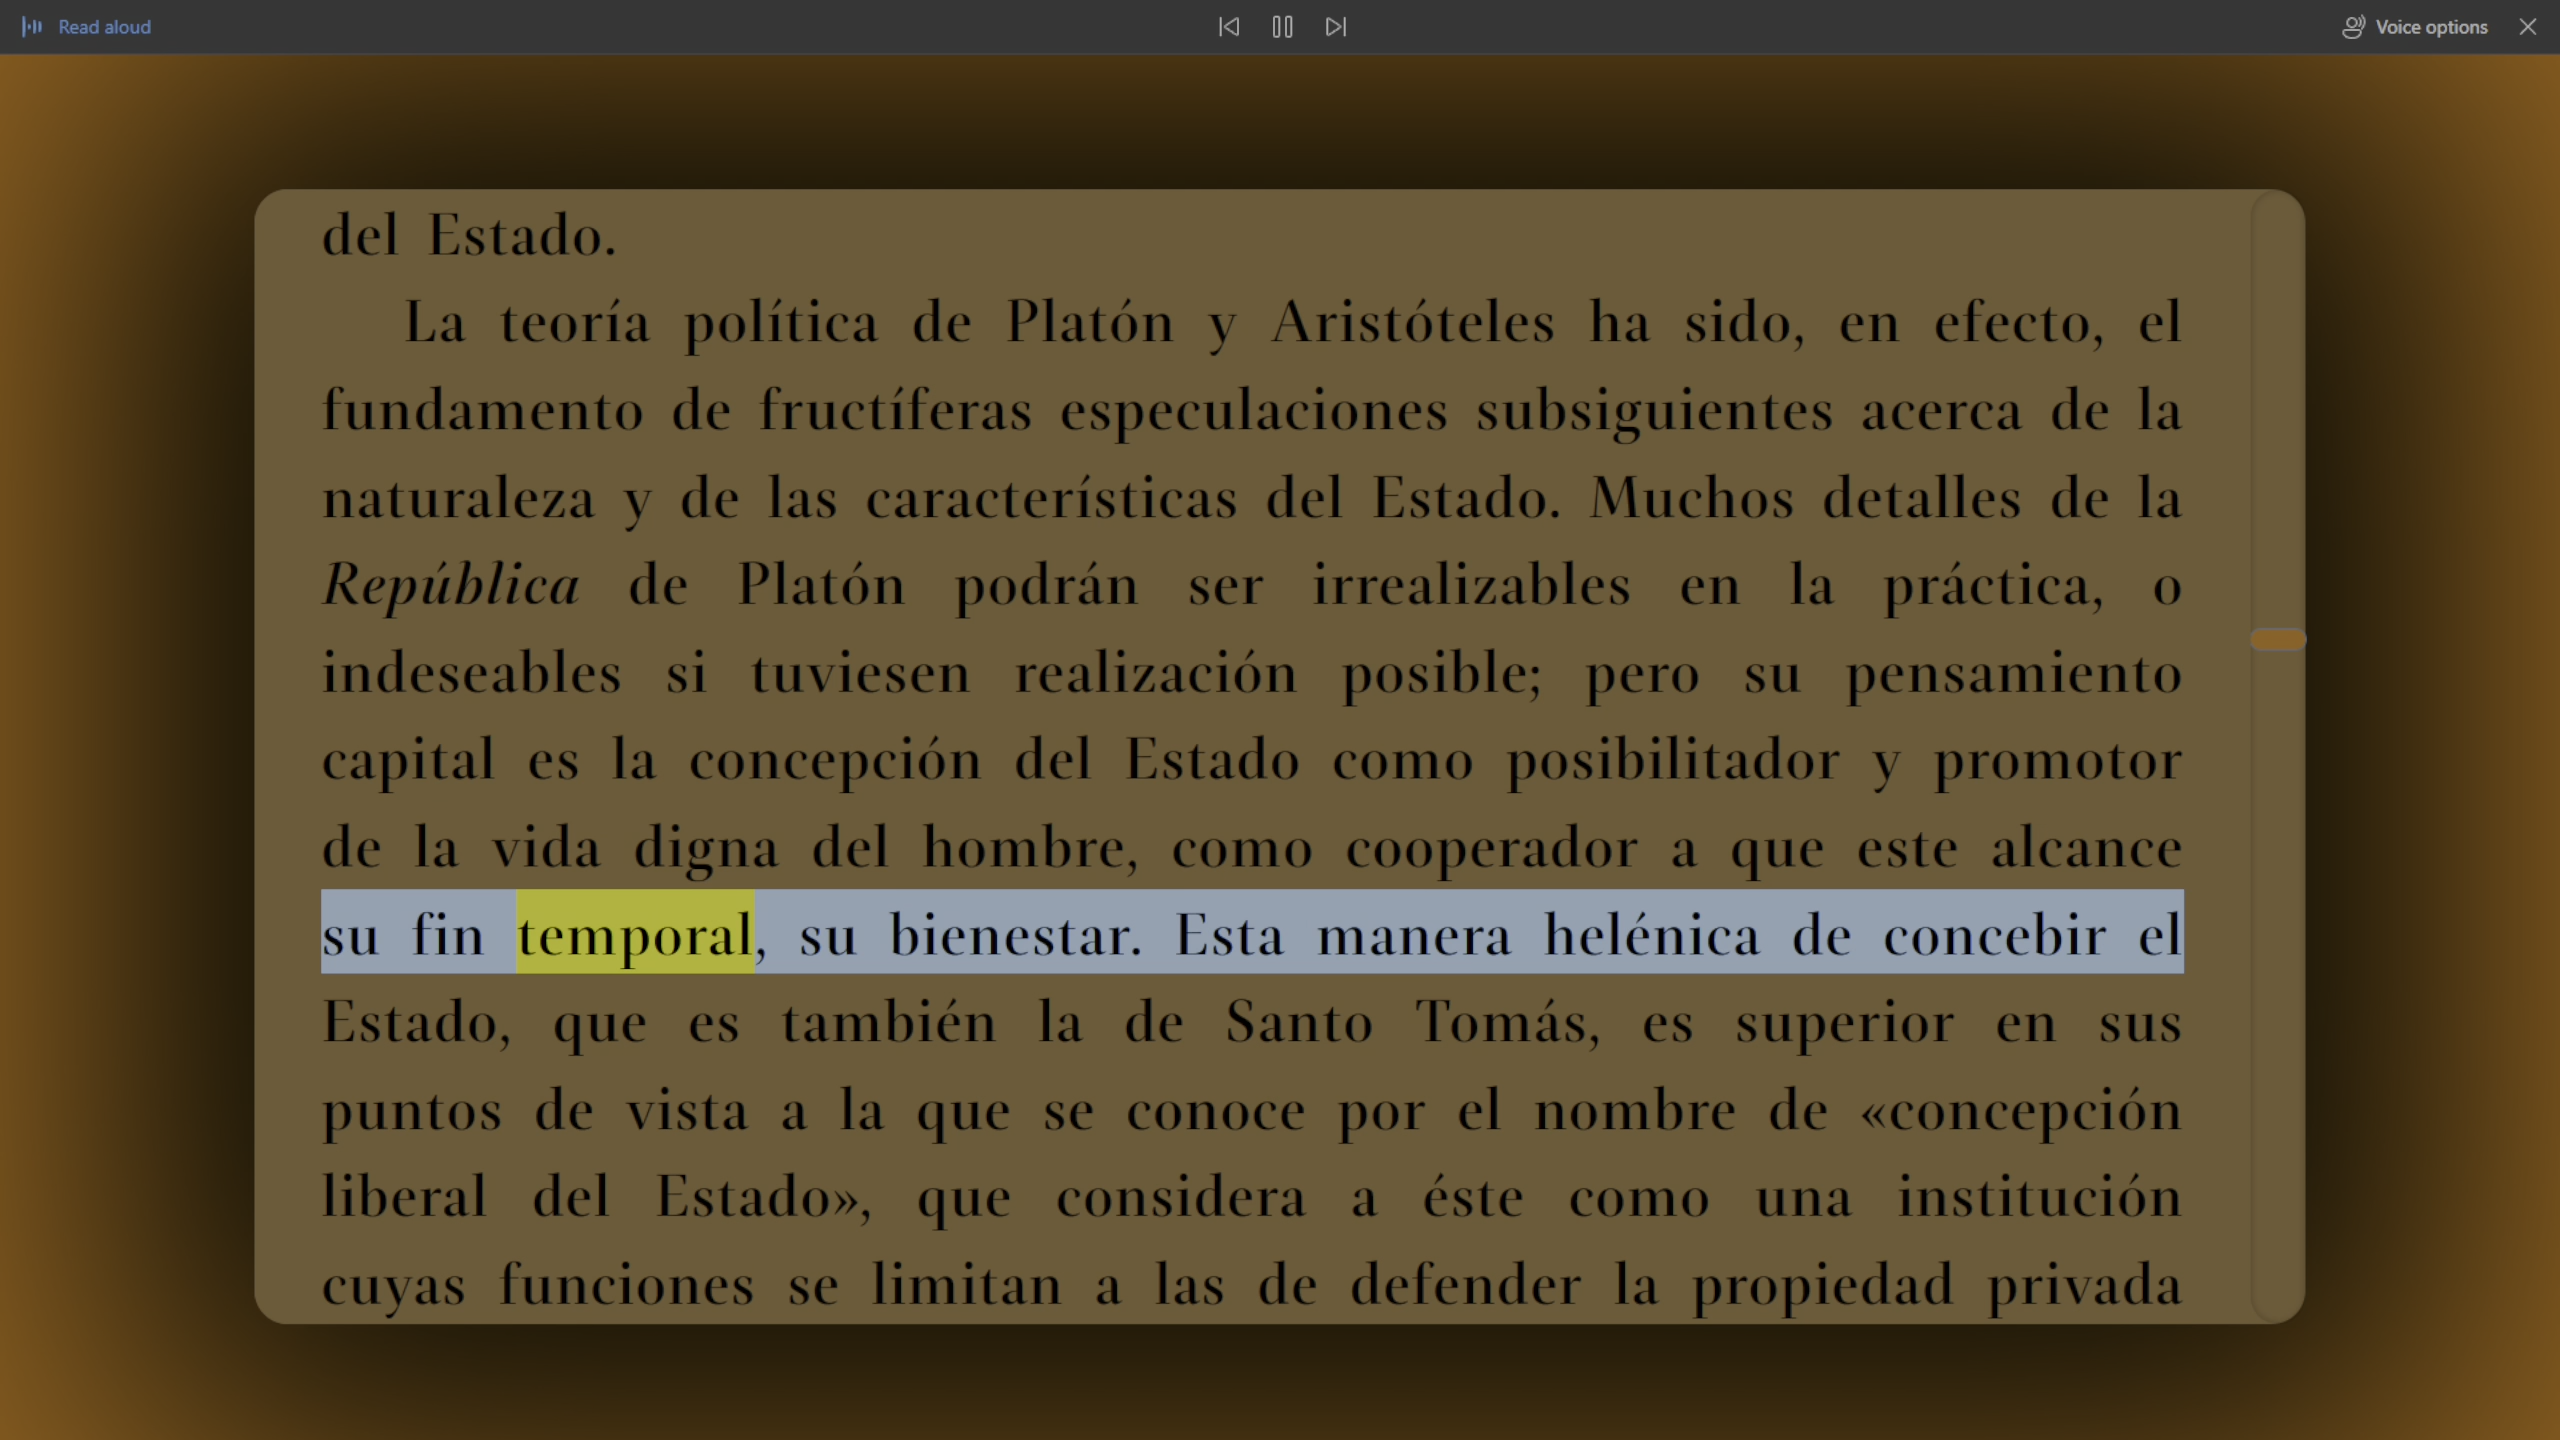 Read aloud
Voice options
del Estado.
La teoría política de Platón y Aristóteles ha sido, en efecto, el
fundamento de fructíferas especulaciones subsiguientes acerca de la
naturaleza y de las características del Estado. Muchos detalles de la
República de Platón podrán ser irrealizables en la práctica, o
indeseables si tuviesen realización posible; pero su pensamiento
capital es la concepción del Estado como posibilitador y promotor
de la vida digna del hombre, como cooperador a que este alcance
su fin temporal, su bienestar. Esta manera helénica de concebir el
Estado, que es también la de Santo Tomás, es superior en sus
puntos de vista a la que se conoce por el nombre de «concepción
liberal del Estado», que considera a éste como una institución
cuyas funciones se limitan a las de defender la propiedad privada